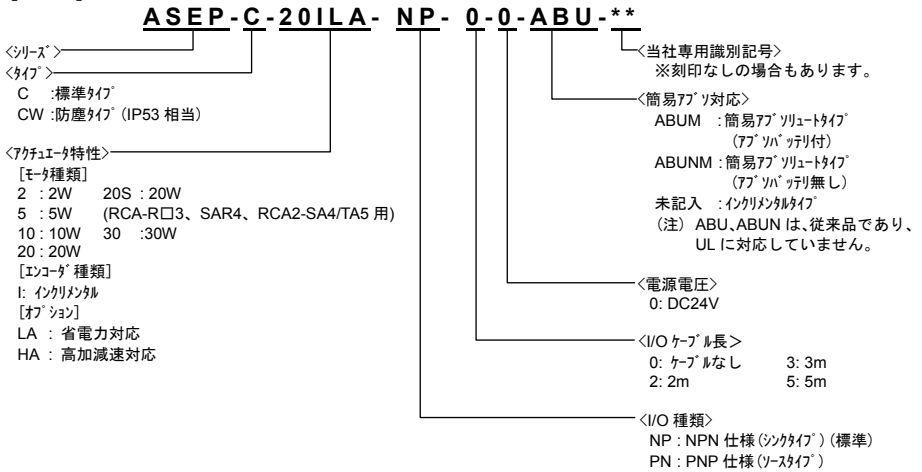 ASEP-C-20ILA- NP- 0-0-ABU-**
〈ｼﾘｰｽﾞ〉
〈ﾀｲﾌﾟ〉
C :標準ﾀｲﾌﾟ
CW :防塵ﾀｲﾌﾟ(IP53 相当)
〈ｱｸﾁｭｴｰﾀ特性〉
[ﾓｰﾀ種類]
2 : 2W 20S : 20W
5 : 5W (RCA-R□3、SAR4、RCA2-SA4/TA5 用)
10 : 10W 30 :30W
20 : 20W
[ｴﾝｺｰﾀﾞ種類]
I: ｲﾝｸﾘﾒﾝﾀﾙ
[ｵﾌﾟｼｮﾝ]
LA : 省電力対応
HA : 高加減速対応
〈当社専用識別記号〉
※刻印なしの場合もあります。
〈簡易ｱﾌﾞｿ対応〉
ABUM :簡易ｱﾌﾞｿﾘｭｰﾄﾀｲﾌﾟ
(ｱﾌﾞｿﾊﾞｯﾃﾘ付)
ABUNM :簡易ｱﾌﾞｿﾘｭｰﾄﾀｲﾌﾟ
(ｱﾌﾞｿﾊﾞｯﾃﾘ無し)
未記入 :ｲﾝｸﾘﾒﾝﾀﾙﾀｲﾌﾟ
(注) ABU、ABUN は、従来品であり、
UL に対応していません。
〈電源電圧〉
0: DC24V
〈I/O ｹｰﾌﾞﾙ長＞
0: ｹｰﾌﾞﾙなし 3: 3m
2: 2m 5: 5m
〈I/O 種類〉
NP : NPN 仕様(ｼﾝｸﾀｲﾌﾟ) (標準)
PN : PNP 仕様(ｿｰｽﾀｲﾌﾟ)